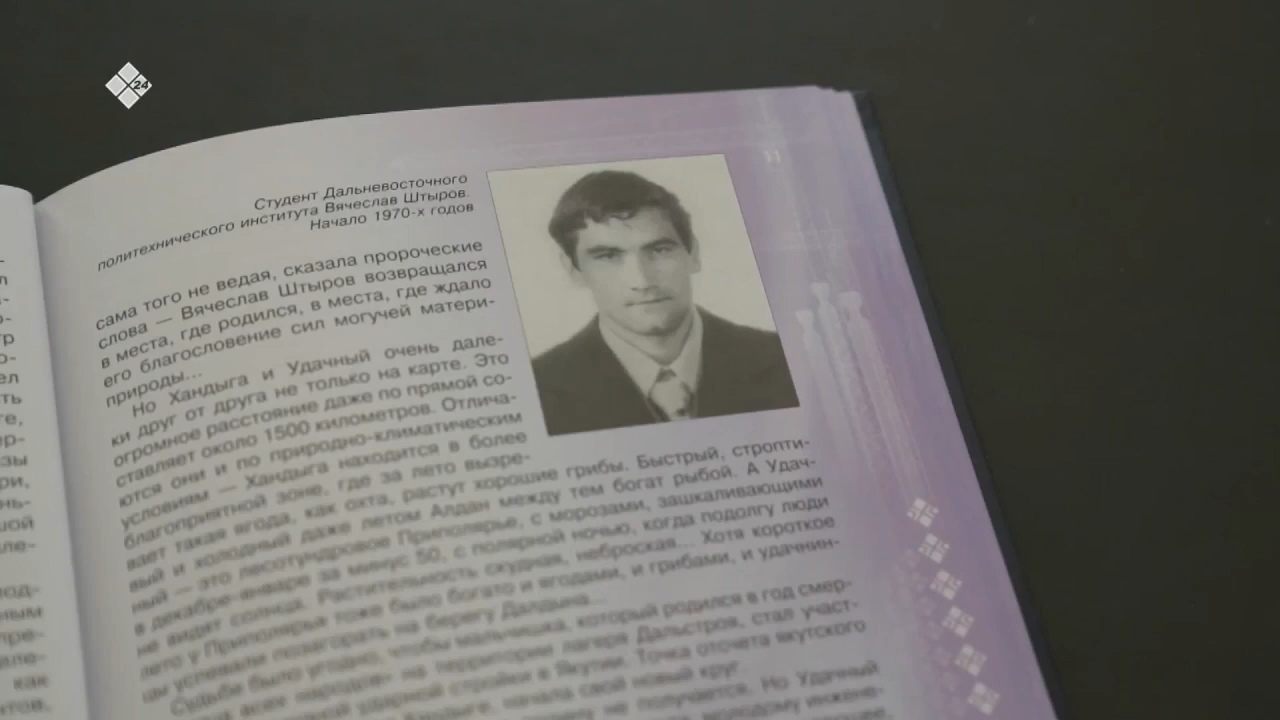 24
Студент Дальневосточного
политехнического института Вячеслав Штыров.
Начало 1970-х годов
сама того не ведая, сказала пророческие
слова — Вячеслав Штыров возвращался
в места, где родился, в места, где ждало
его благословение сил могучей матери-
природы...
Но Хандыга и Удачный очень дале-
ки друг от друга не только на карте. Это
огромное расстояние даже по прямой со-
ставляет около 1500 километров. Отлича-
ются они и по природно-климатическим
условиям — Хандыга находится в более
благоприятной зоне, где за лето вызре-
вает такая ягода, как охта, растут хорошие грибы. Быстрый, стропти-
вый и холодный даже летом Алдан между тем богат рыбой. А Удач-
ный — это лесотундровое Приполярье, с морозами, зашкаливающими
в декабре-январе за минус 50, с полярной ночью, когда подолгу люди
не видят солнца. Растительность скудная, неброская... Хотя короткое
лето у Приполярья тоже было богато и ягодами, и грибами, и удачнин-
цы успевали позагорать на берегу Далдына...
Судьбе было угодно, чтобы мальчишка, который родился в год смер-
всех народов» на территории лагеря Дальстроя, стал участ-
ударной стройки в Якутии. Точка отсчета якутского
Хандыге, начала свой новый круг.
не получается. Но Удачный
молодому инжене-